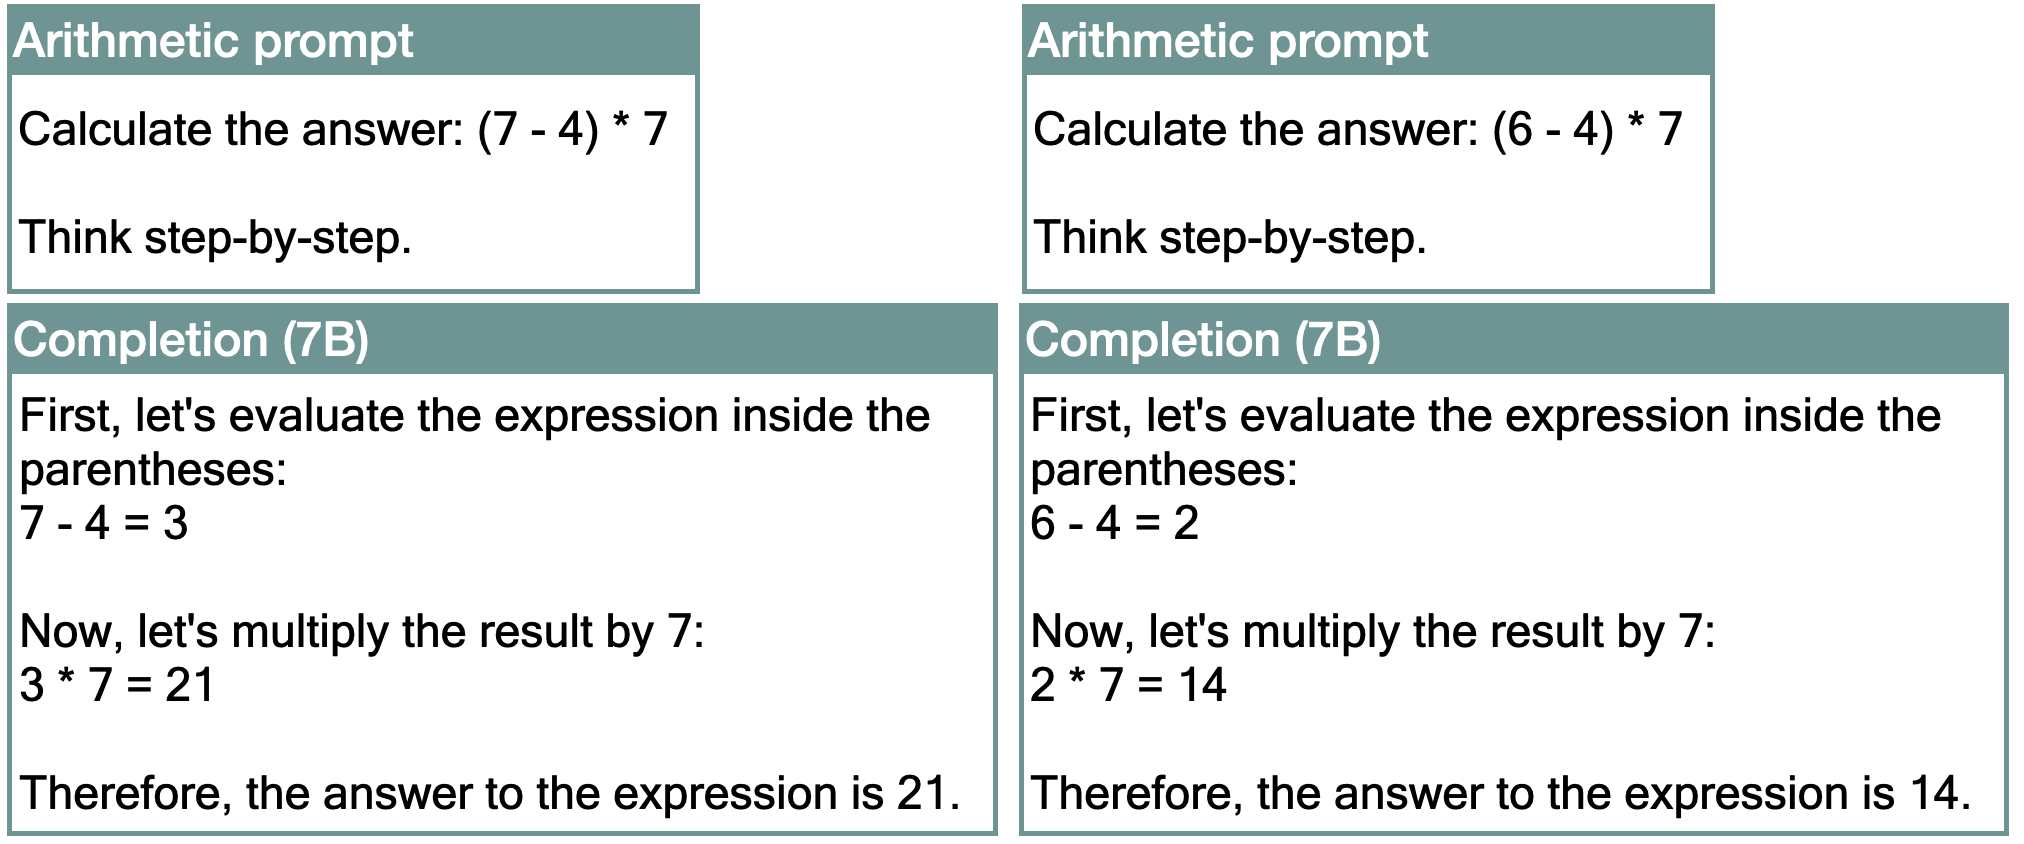 Arithmetic prompt
Calculate the answer: (7 - 4) * 7
Think step-by-step.
Completion (7B)
First, let's evaluate the expression inside the
parentheses:
7 - 4 = 3
Now, let's multiply the result by 7:
3 * 7 = 21
Therefore, the answer to the expression is 21.
Arithmetic prompt
Calculate the answer: (6 - 4) * 7
Think step-by-step.
Completion (7B)
First, let's evaluate the expression inside the
parentheses:
6 - 4 = 2
Now, let's multiply the result by 7:
2 * 7 = 14
Therefore, the answer to the expression is 14.